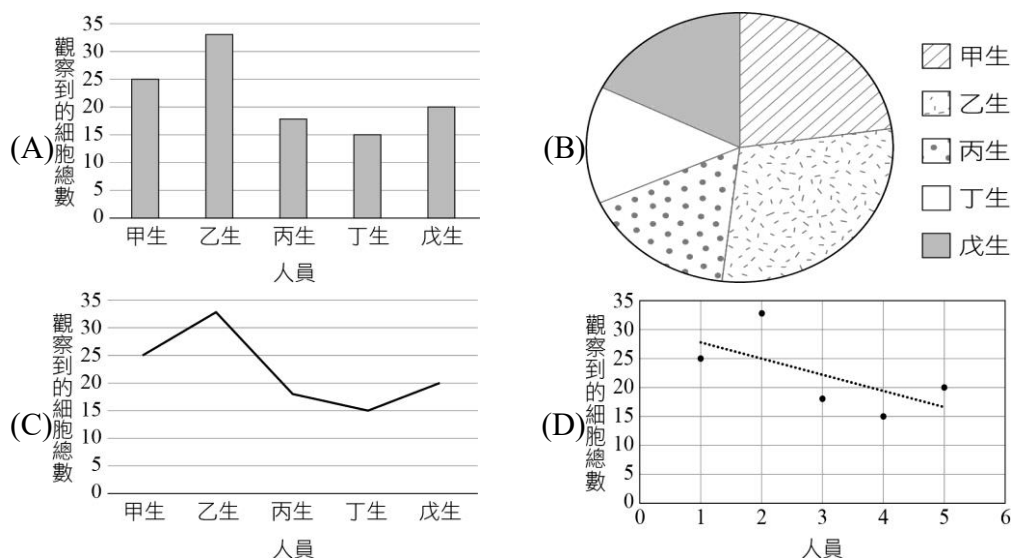 (A)
觀察到的細胞總數
35
30
25
20
15
10
5
0
甲生 乙生 丙生 丁生 戊生
人員
(B)
甲生
乙生
丙生
丁生
戊生
(C)
觀察到的細胞總數
35
30
25
20
15
10
5
0
甲生 乙生 丙生 丁生 戊生
人員
(D)
觀察到的細胞總數
35
30
25
20
15
10
5
0
0 1 2 3 4 5 6
人員